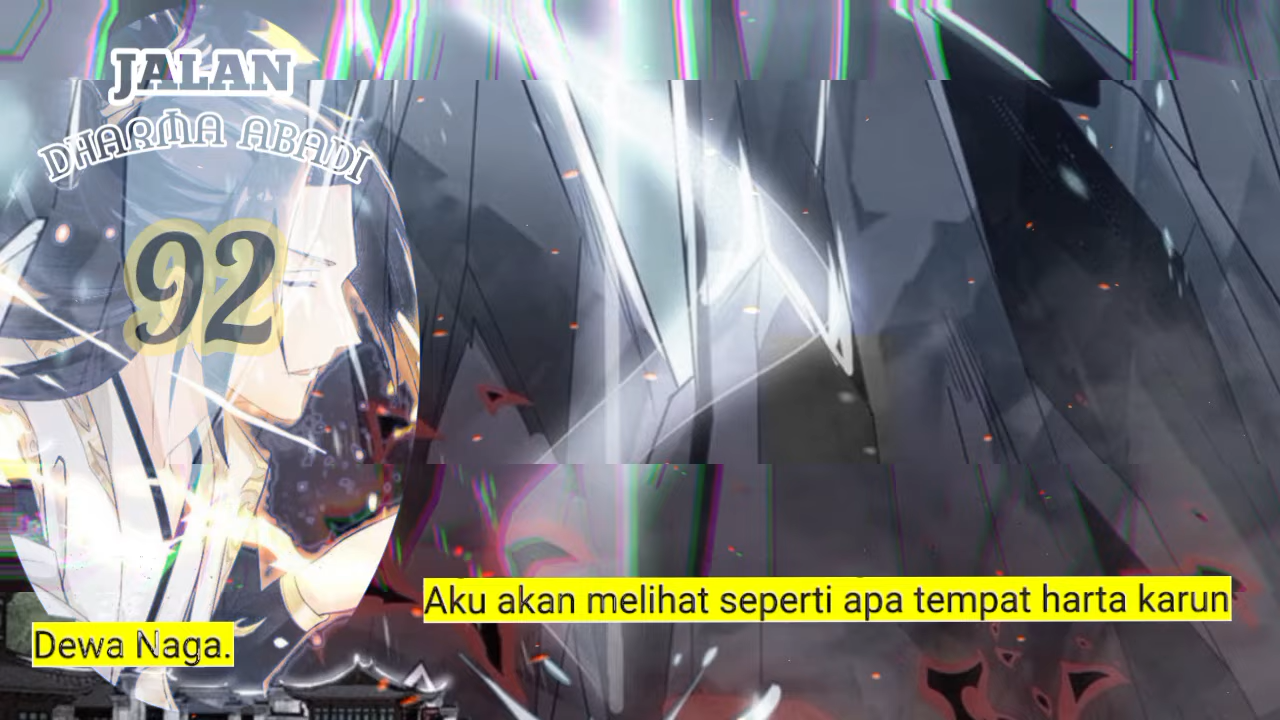 JALAN
DHARMA ABADI
92
Aku akan melihat seperti apa tempat harta karun
Dewa Naga.